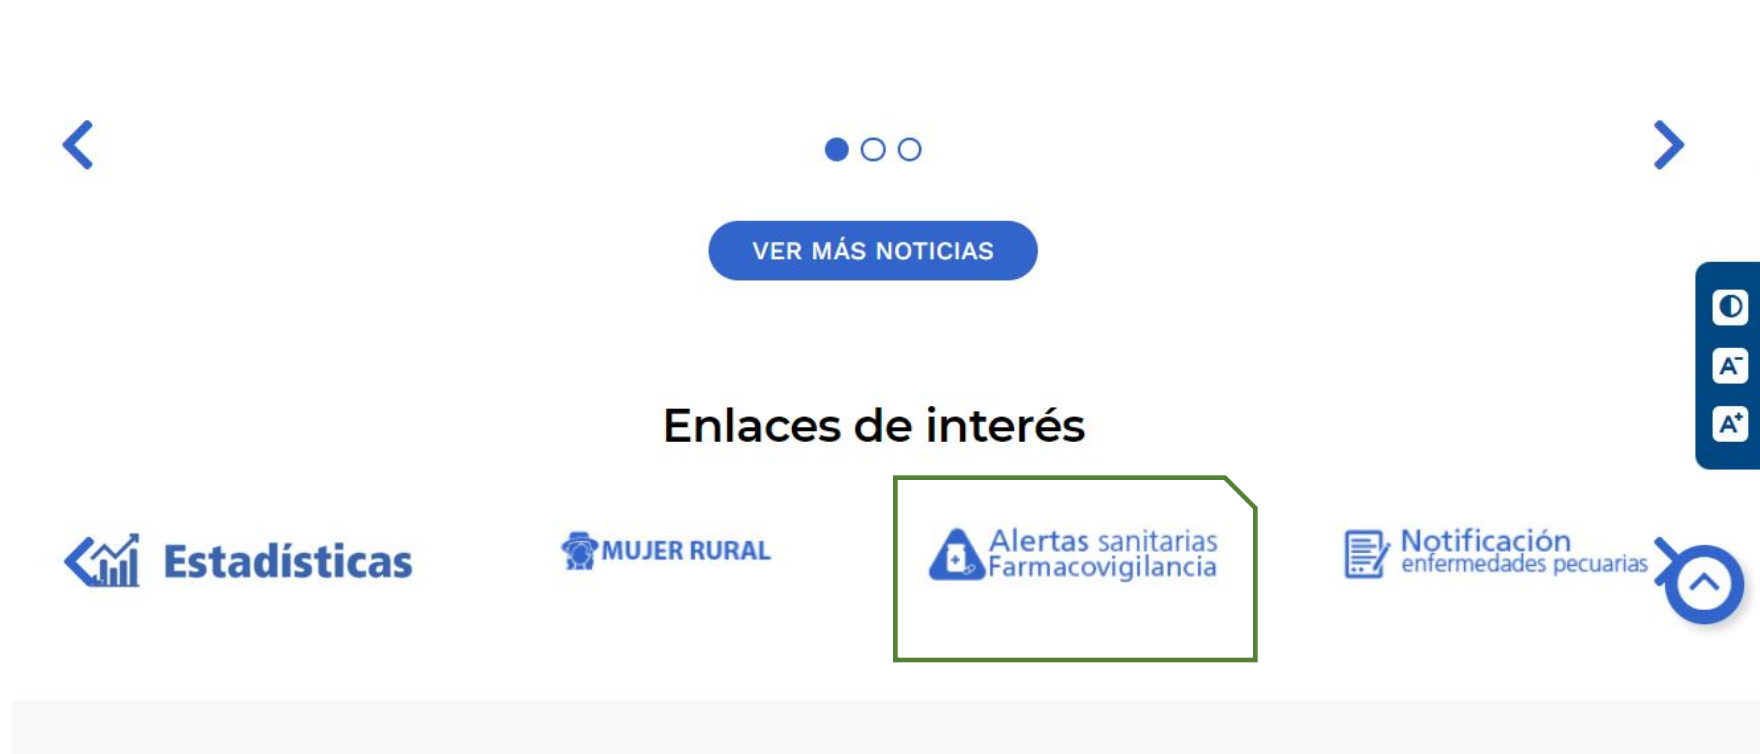 VER MÁS NOTICIAS
A-
A+
Enlaces de interés
Estadísticas
MUJER RURAL
Alertas sanitarias
Farmacovigilancia
Notificación
enfermedades pecuarias